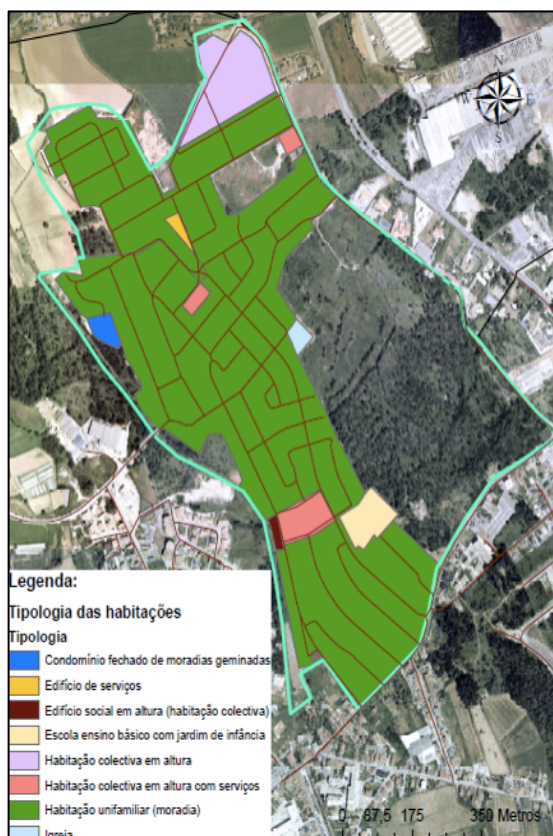 N
W
E
S
Legenda:
Tipologia das habitações
Tipologia
Condomínio fechado de moradias geminadas
Edifício de serviços
Edifício social em altura (habitação colectiva)
Escola ensino básico com jardim de infância
Habitação colectiva em altura
Habitação colectiva em altura com serviços
Habitação unifamiliar (moradia)
Igreja
0 87,5 175 350 Metros